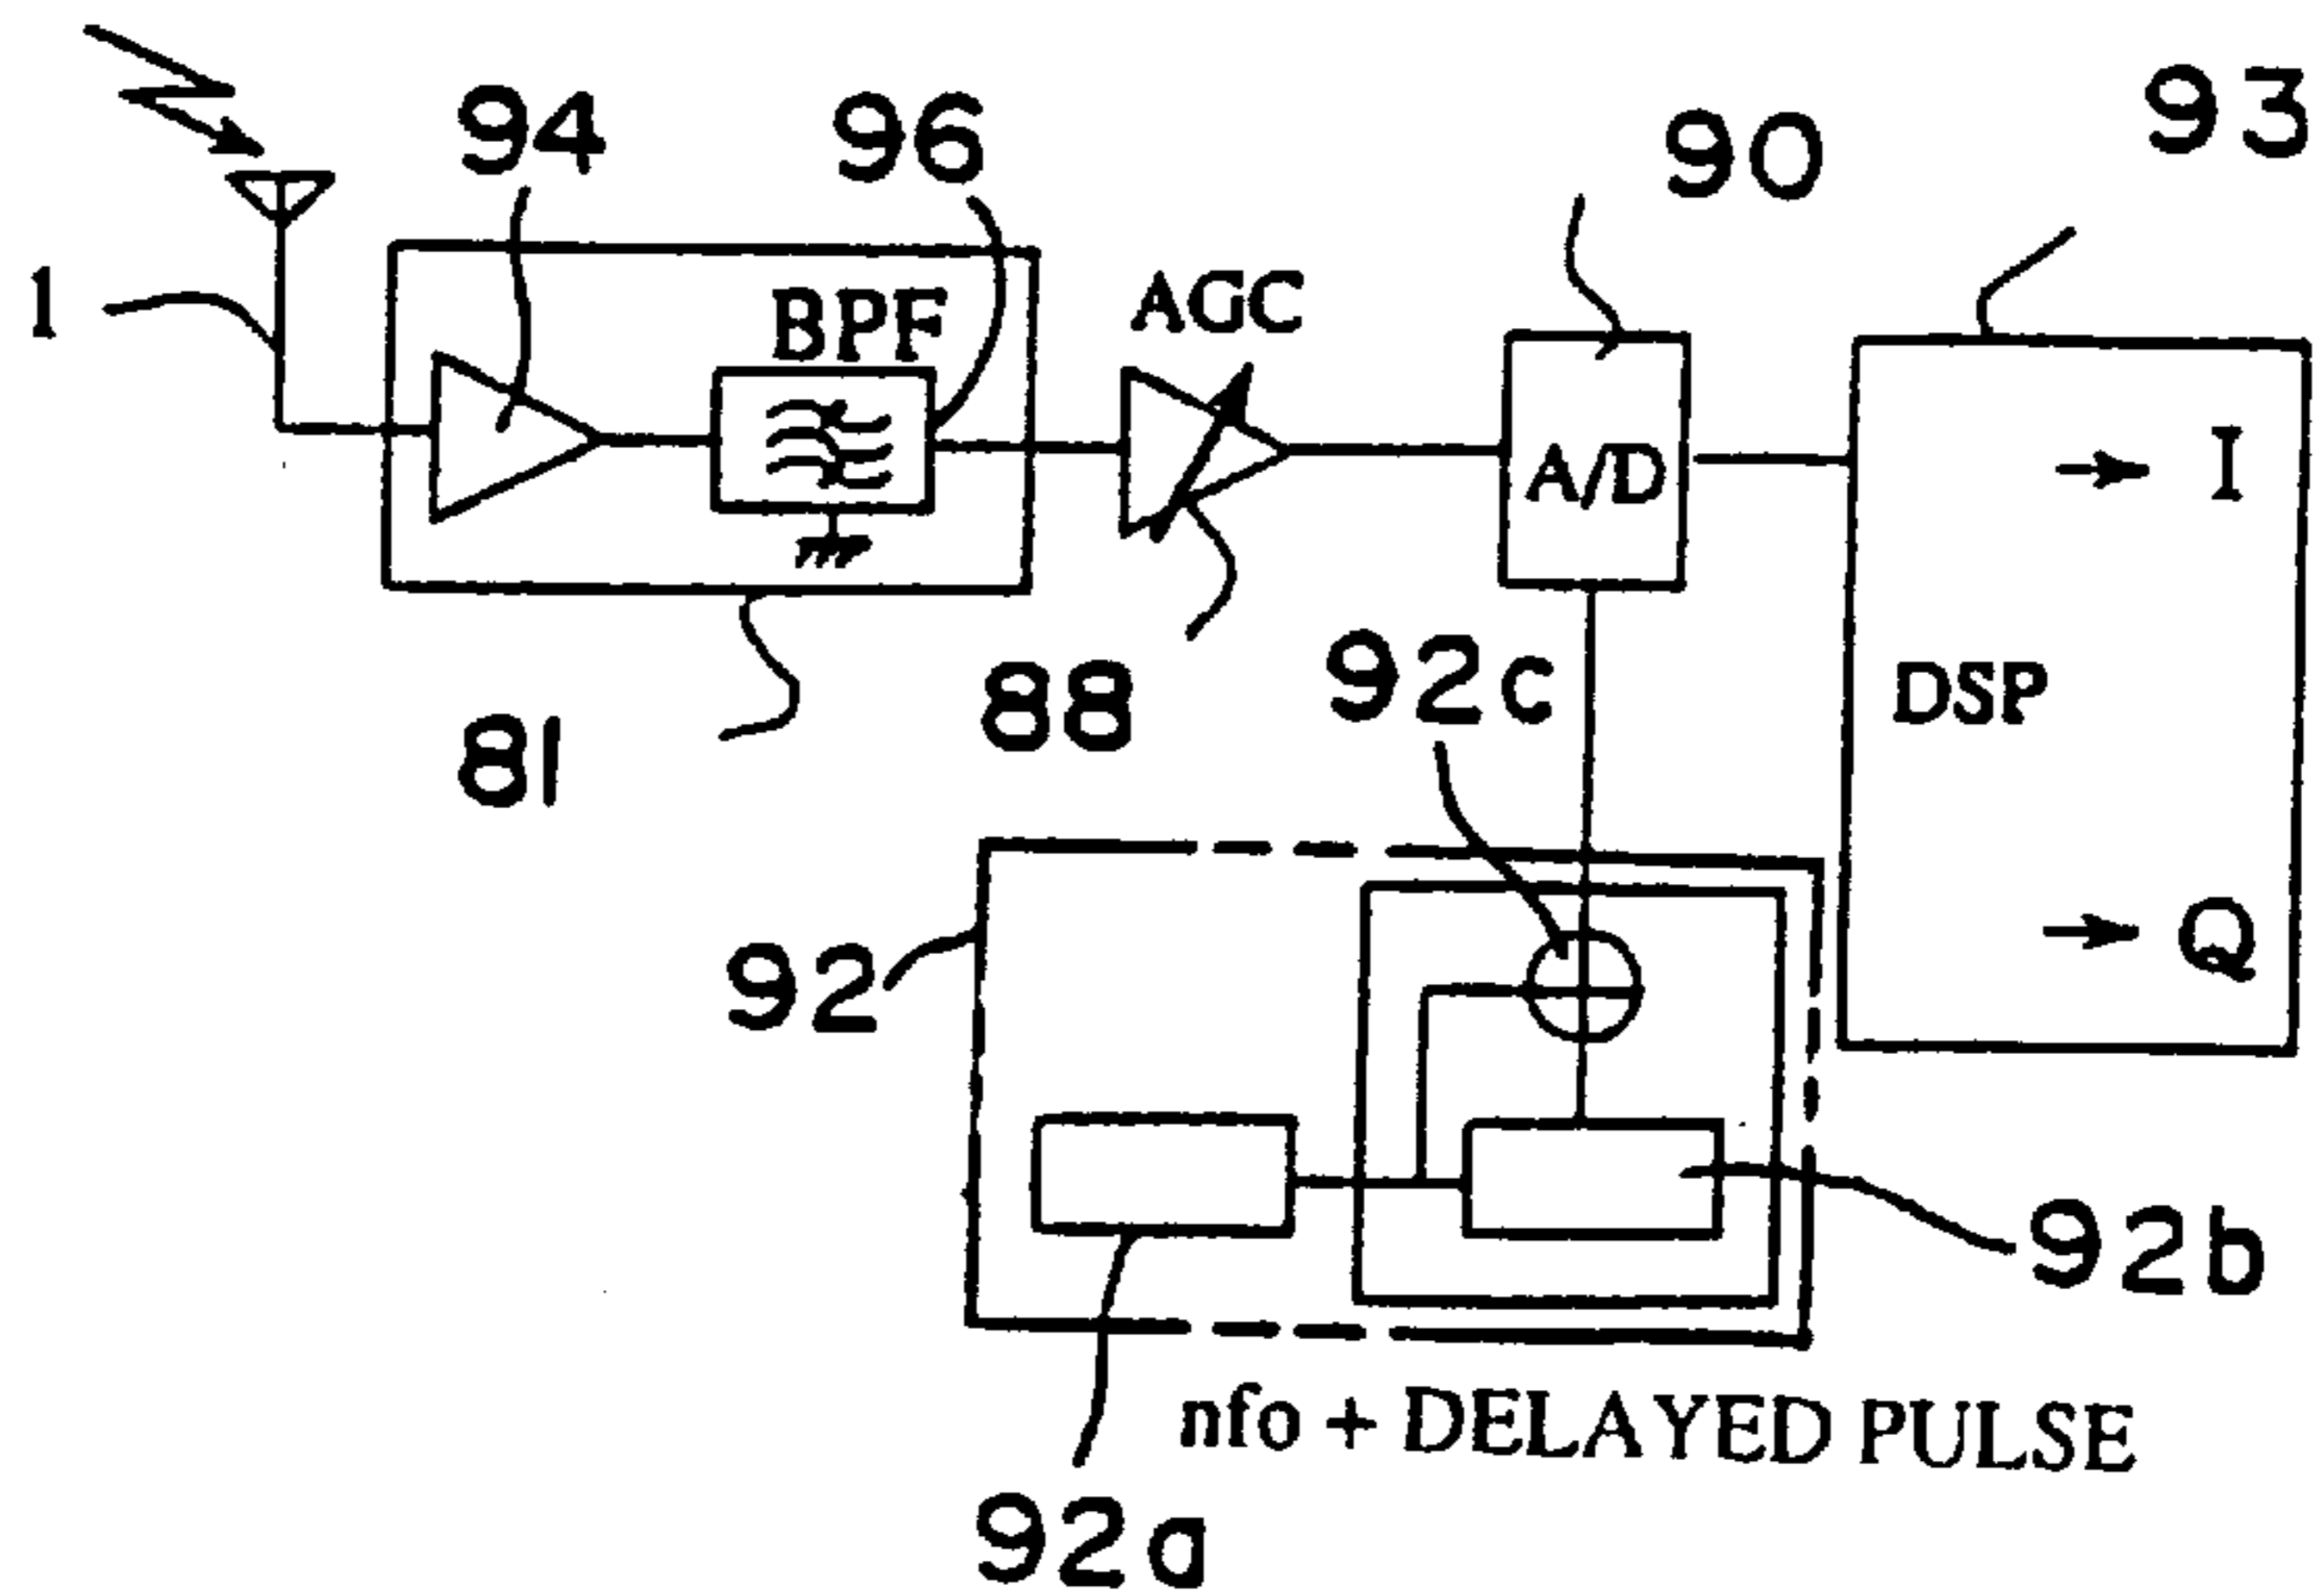 94
96
90
93
1
BPF
AGC
A/D
I
81
88
92c
DSP
92
Q
92b
nfo + DELAYED PULSE
92a